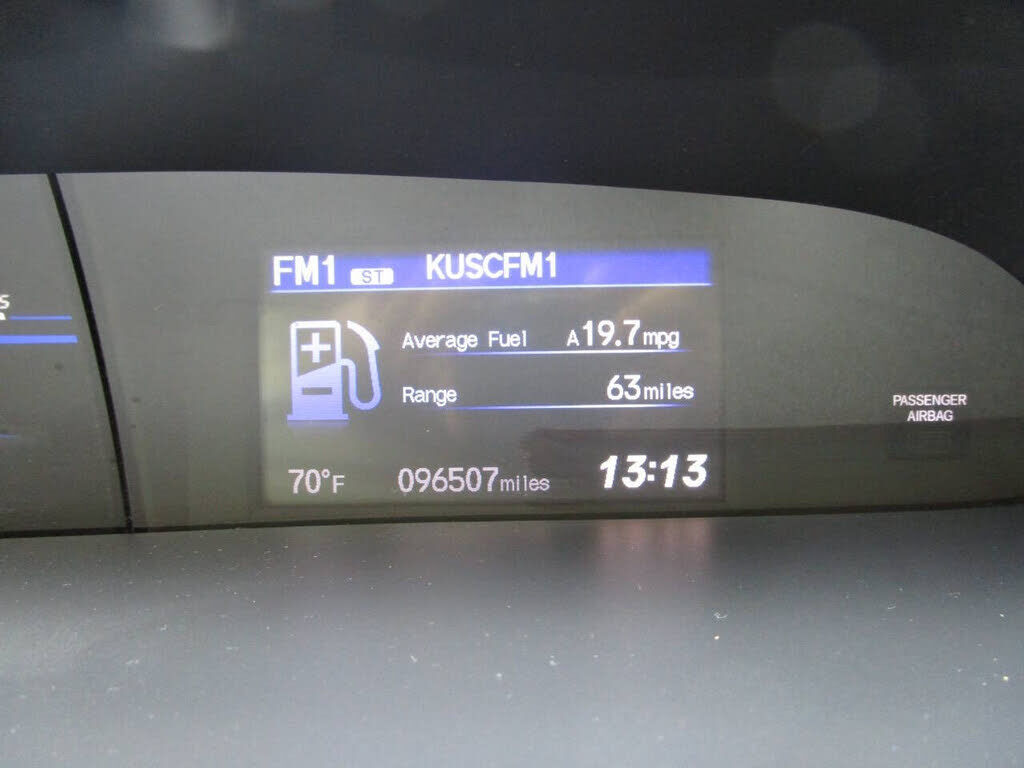 FM1 ST KUSCFM1
Average Fuel A19.7mpg
Range 63miles
PASSENGER
AIRBAG
70°F 096507miles 13:13